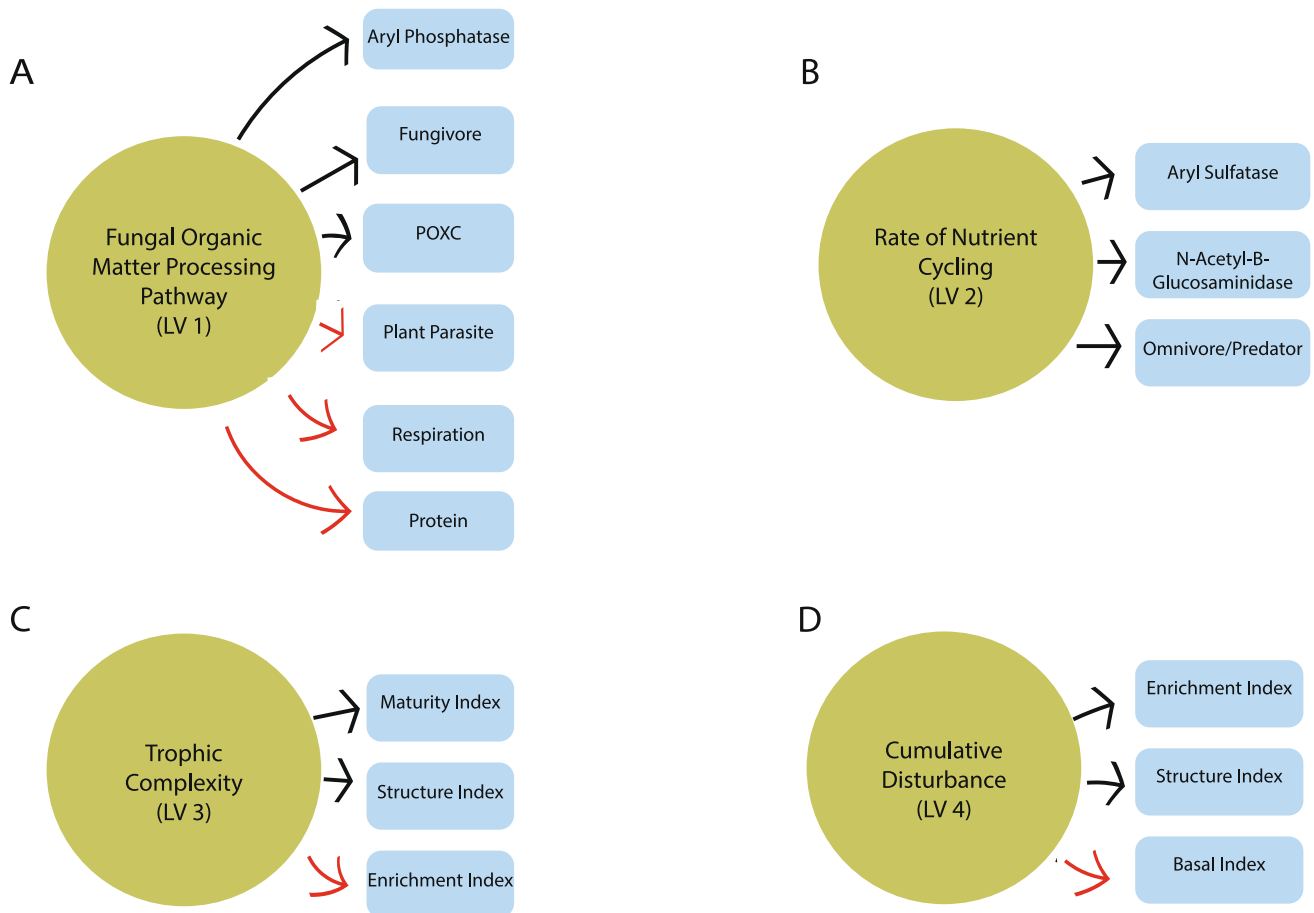 A
Fungal Organic
Matter Processing
Pathway
(LV 1)
Aryl Phosphatase
Fungivore
POXC
Plant Parasite
Respiration
Protein
B
Rate of Nutrient
Cycling
(LV 2)
Aryl Sulfatase
N-Acetyl-B-
Glucosaminidase
Omnivore/Predator
C
Trophic
Complexity
(LV 3)
Maturity Index
Structure Index
Enrichment Index
D
Cumulative
Disturbance
(LV 4)
Enrichment Index
Structure Index
Basal Index